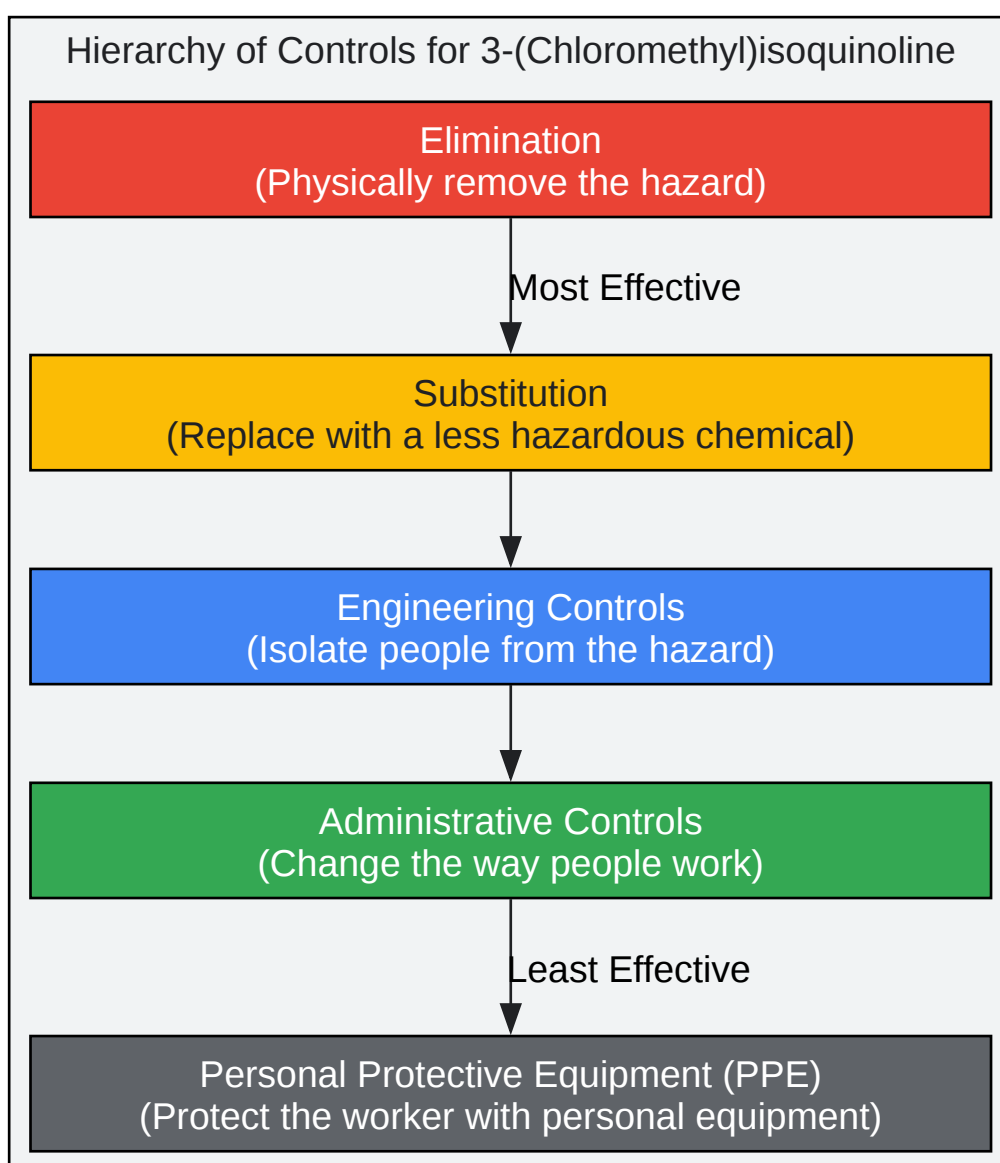 Hierarchy of Controls for 3-(Chloromethyl)isoquinoline
Elimination
(Physically remove the hazard)
Most Effective
Substitution
(Replace with a less hazardous chemical)
Engineering Controls
(Isolate people from the hazard)
Administrative Controls
(Change the way people work)
Least Effective
Personal Protective Equipment (PPE)
(Protect the worker with personal equipment)